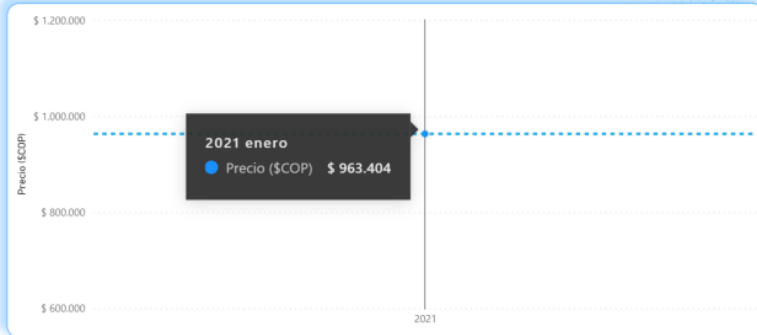 $ 1.200.000
$ 1.000.000
2021 enero
Precio ($COP) $ 963.404
Precio ($COP)
$ 800.000
$ 600.000
2021